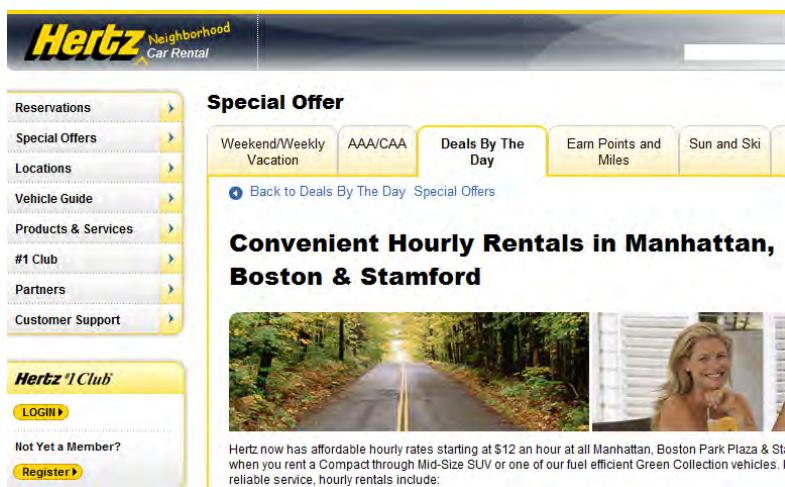 Hertz Neighborhood
Car Rental
Reservations
Special Offers
Locations
Vehicle Guide
Products & Services
#1 Club
Partners
Customer Support
Hertz #1 Club
LOGIN
Not Yet a Member?
Register
Special Offer
Weekend/Weekly
Vacation
AAA/CAA
Deals By The
Day
Earn Points and
Miles
Sun and Ski
Back to Deals By The Day Special Offers
Convenient Hourly Rentals in Manhattan,
Boston & Stamford
Hertz now has affordable hourly rates starting at $12 an hour at all Manhattan, Boston Park Plaza &
when you rent a Compact through Mid-Size SUV or one of our fuel efficient Green Collection vehicles.
reliable service, hourly rentals include: